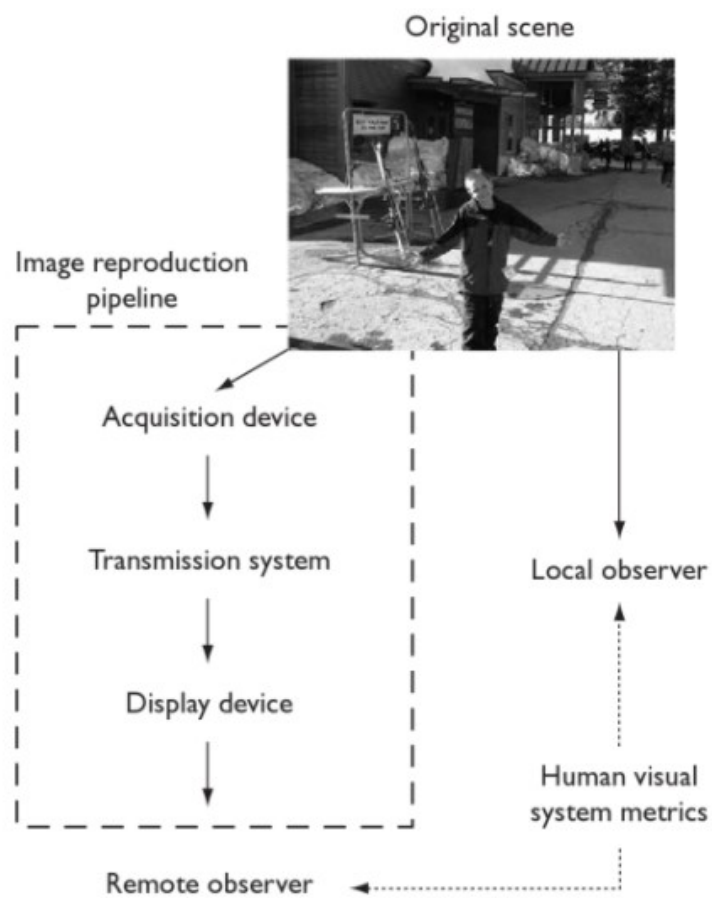 Original scene
Image reproduction
pipeline
Acquisition device
Transmission system
Local observer
Display device
Human visual
system metrics
Remote observer